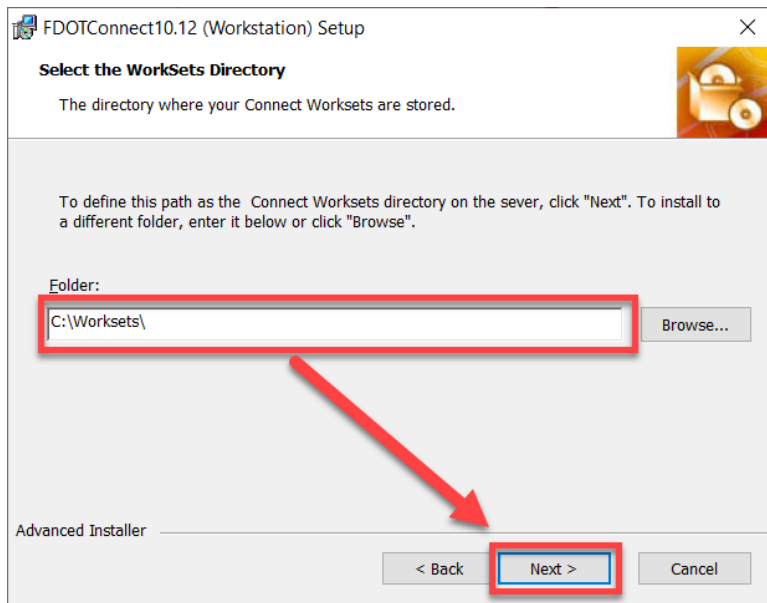 FDOTConnect10.12 (Workstation) Setup
Select the WorkSets Directory
The directory where your Connect Worksets are stored.
To define this path as the  Connect Worksets directory on the sever, click "Next". To install to
a different folder, enter it below or click "Browse".
Folder:
C:\Worksets\
Browse...
Advanced Installer
< Back
Next >
Cancel